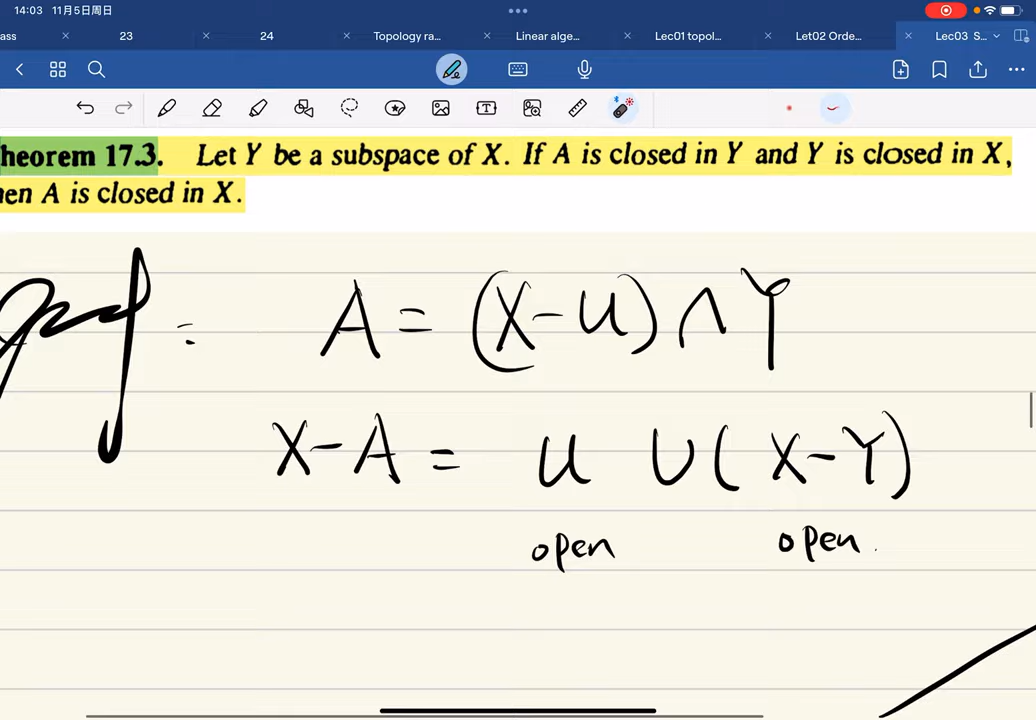 14:03 11月5日周日
ass 23 24 Topology ra... Linear alge... Lec01 topol... Let02 Orde... Lec03 S...
heorem 17.3. Let Y be a subspace of X. If A is closed in Y and Y is closed in X,
en A is closed in X.
proof: A = (X-U) ∩ Y
X-A = U ∪ (X-Y)
open open.